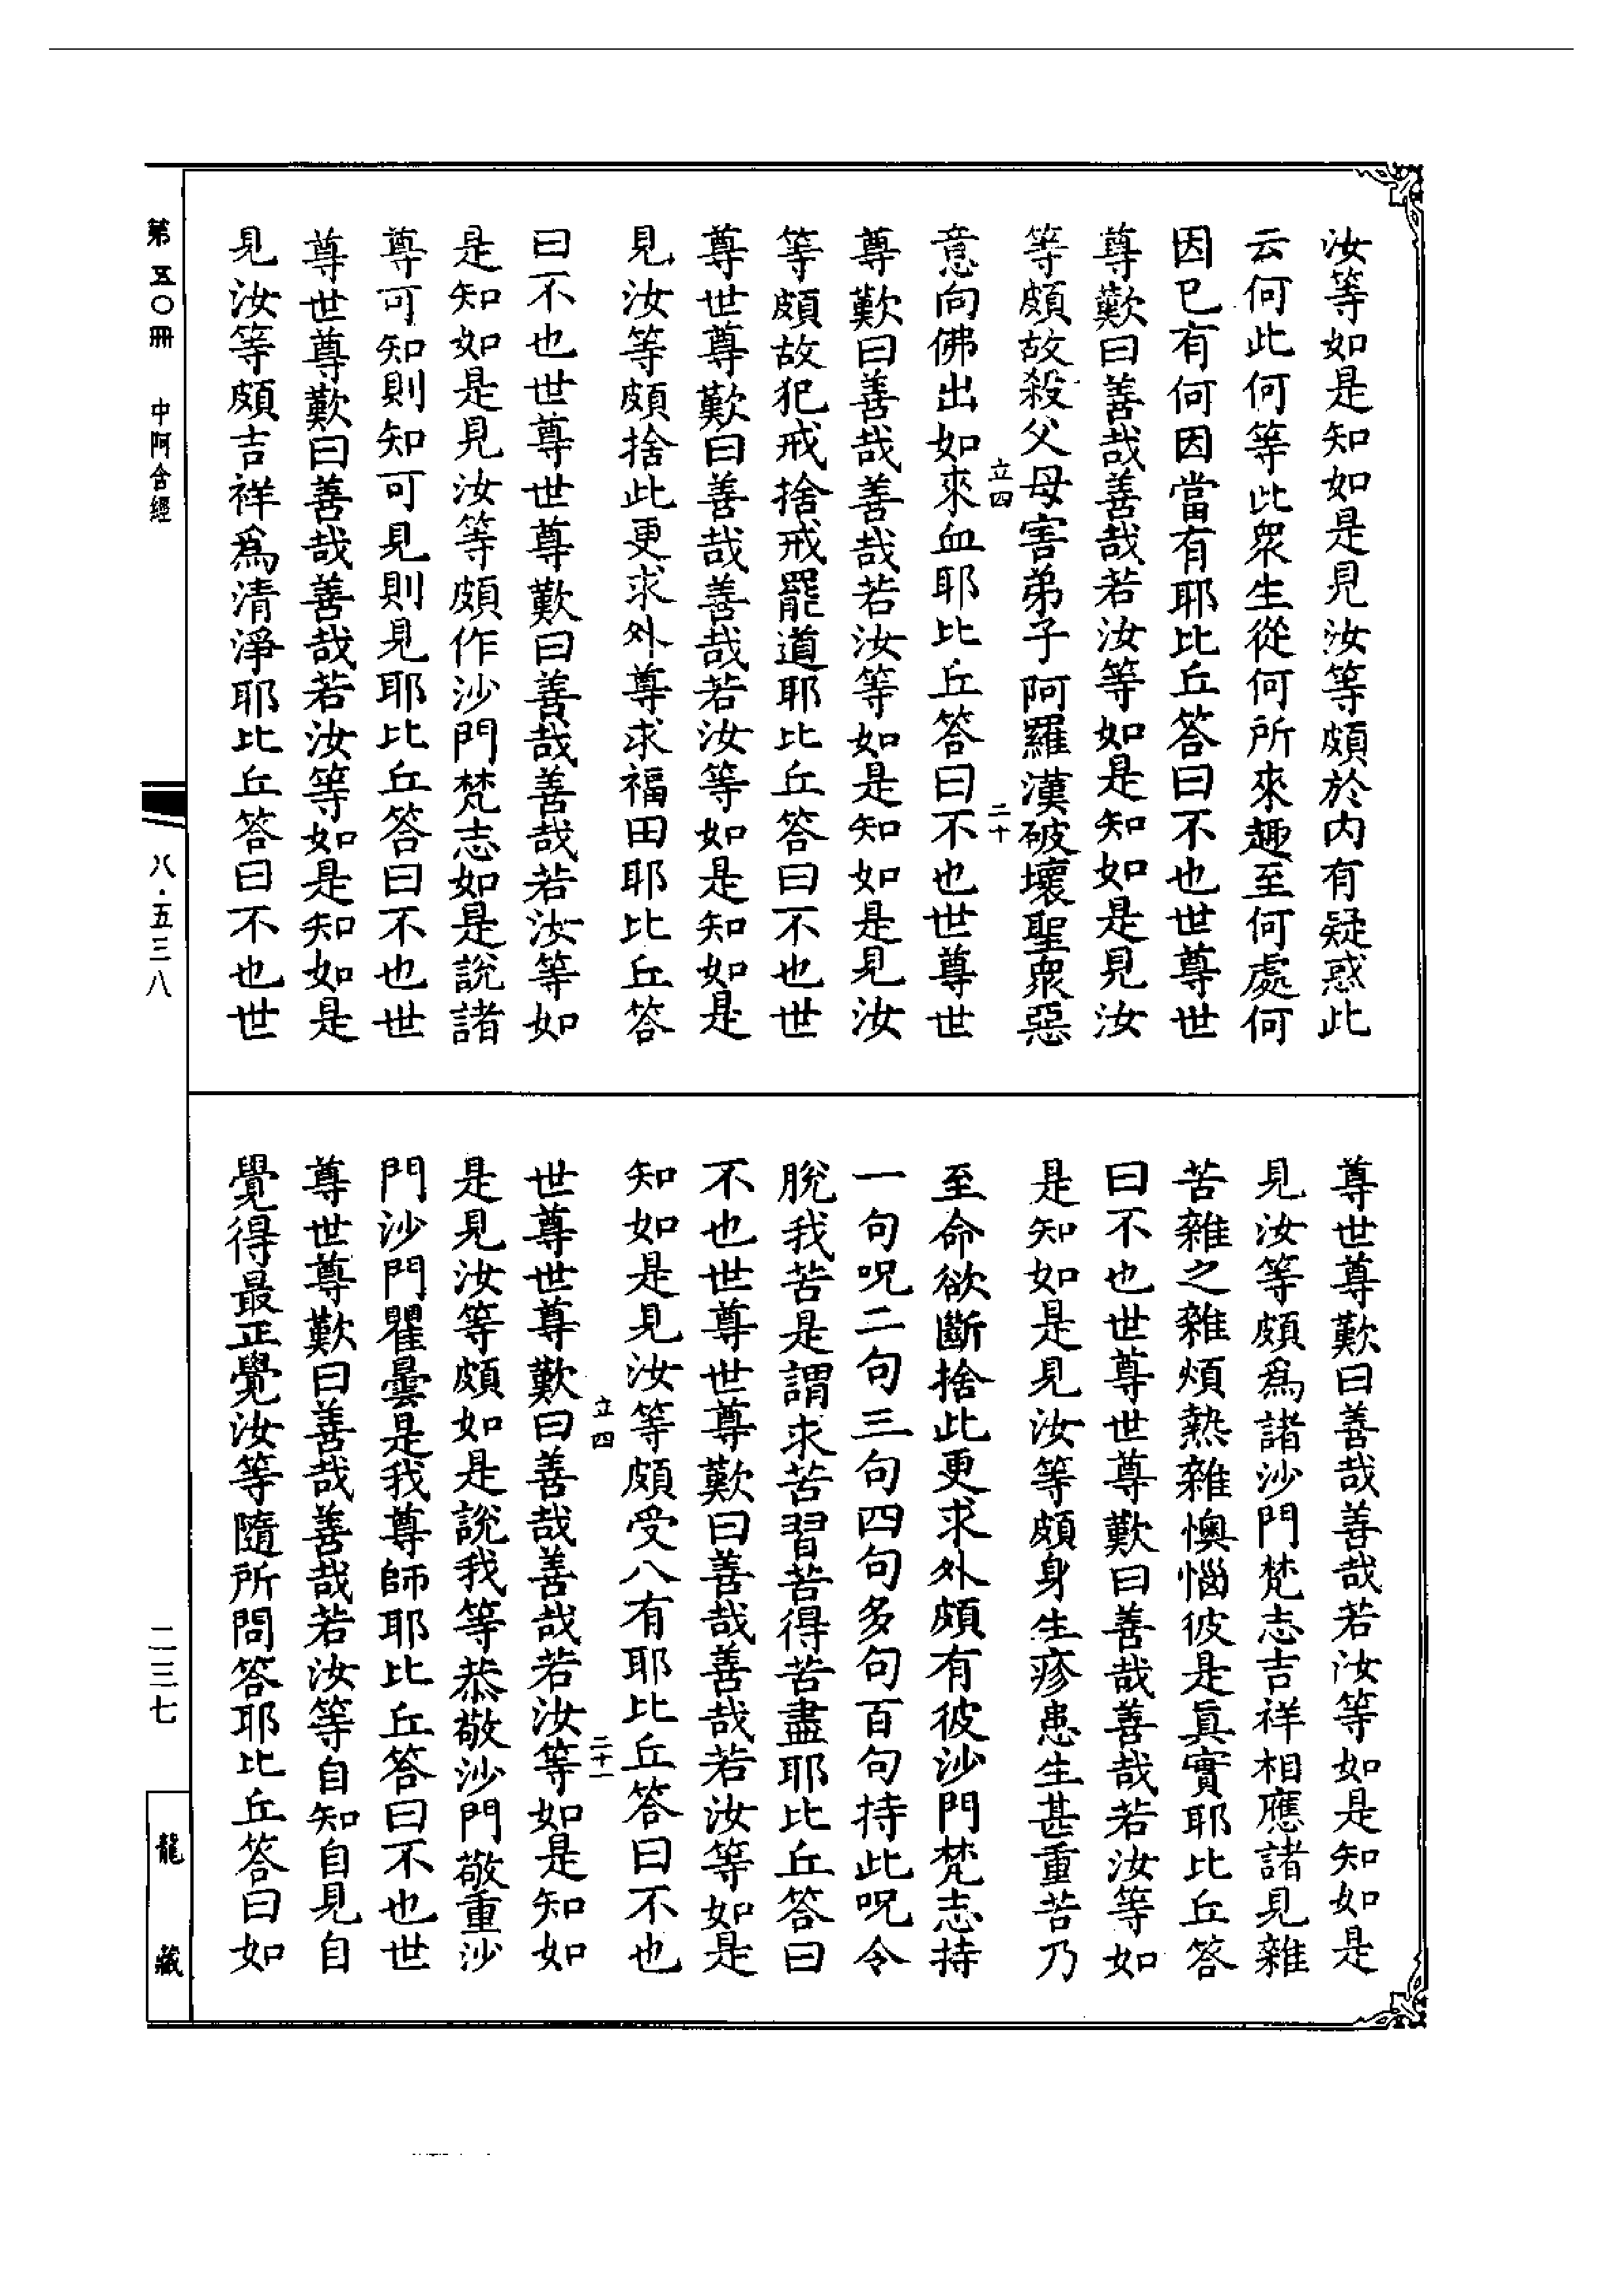 汝等如是知如是見汝等頗於内有疑惑此
云何此何等此眾生從何所來趣至何處何
因已有何因當有耶比丘答曰不也世尊世
尊歎曰善哉善哉若汝等如是知如是見汝
等頗故殺父母害弟子阿羅漢破壞聖眾惡
立四
二十
意向佛出如來血耶比丘答曰不也世尊世
尊歎曰善哉善哉若汝等如是知如是見汝
等頗故犯戒捨戒罷道耶比丘答曰不也世
尊世尊歎曰善哉善哉若汝等如是知如是
見汝等頗捨此更求外尊求福田耶比丘答
曰不也世尊世尊歎曰善哉善哉若汝等如
是知如是見汝等頗作沙門梵志如是說諸
尊可知則知可見則見耶比丘答曰不也世
尊世尊歎曰善哉善哉若汝等如是知如是
見汝等頗吉祥為清淨耶比丘答曰不也世
尊世尊歎曰善哉善哉若汝等如是知如是
見汝等頗為諸沙門梵志吉祥相應諸見雜
苦雜之雜煩熱雜懊惱彼是真實耶比丘答
曰不也世尊世尊歎曰善哉善哉若汝等如
是知如是見汝等頗身生疹患生甚重苦乃
至命欲斷捨此更求外頗有彼沙門梵志持
一句呪二句三句四句多句百句持此呪令
脫我苦是謂求苦習苦得苦盡耶比丘答曰
不也世尊世尊歎曰善哉善哉若汝等如是
知如是見汝等頗受八有耶比丘答曰不也
立四
二十一
世尊世尊歎曰善哉善哉若汝等如是知如
是見汝等頗如是說我等恭敬沙門敬重沙
門沙門瞿曇是我尊師耶比丘答曰不也世
尊世尊歎曰善哉善哉若汝等自知自見自
覺得最正覺汝等隨所問答耶比丘答曰如
第五〇冊 中阿含經
八·五三八
二三七
龍藏